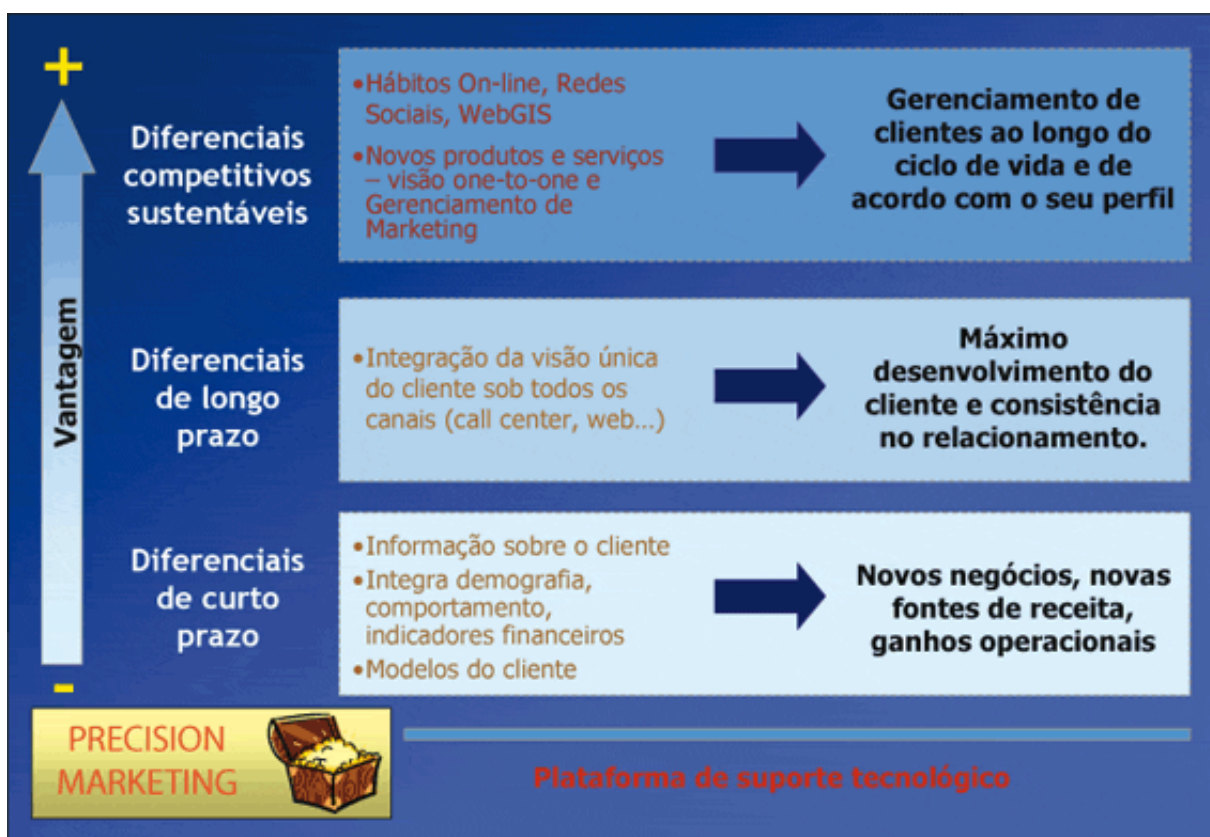 +
Vantagem
-
Diferenciais
competitivos
sustentáveis
•Hábitos On-line, Redes
Sociais, WebGIS
•Novos produtos e serviços
– visão one-to-one e
Gerenciamento de
Marketing
Gerenciamento de
clientes ao longo do
ciclo de vida e de
acordo com o seu perfil
Diferenciais
de longo
prazo
•Integração da visão única
do cliente sob todos os
canais (call center, web...)
Máximo
desenvolvimento do
cliente e consistência
no relacionamento.
Diferenciais
de curto
prazo
•Informação sobre o cliente
•Integra demografia,
comportamento,
indicadores financeiros
•Modelos do cliente
Novos negócios, novas
fontes de receita,
ganhos operacionais
PRECISION
MARKETING
Plataforma de suporte tecnológico